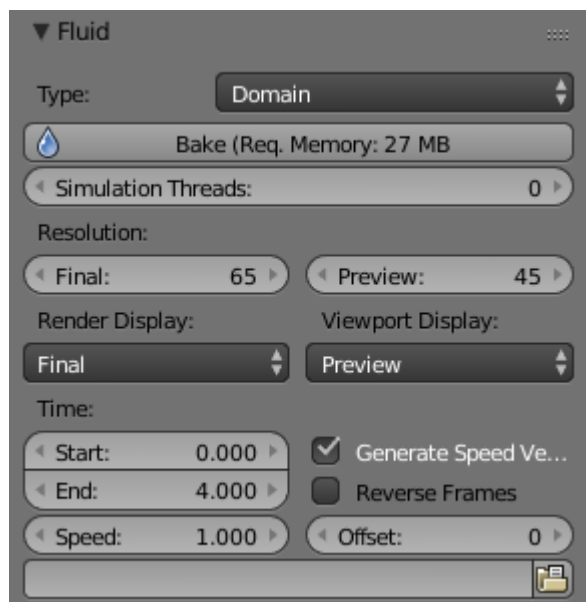 Fluid
Type: Domain
Bake (Req. Memory: 27 MB
Simulation Threads: 0
Resolution:
Final: 65 Preview: 45
Render Display: Viewport Display:
Final Preview
Time:
Start: 0.000 Generate Speed Ve...
End: 4.000 Reverse Frames
Speed: 1.000 Offset: 0